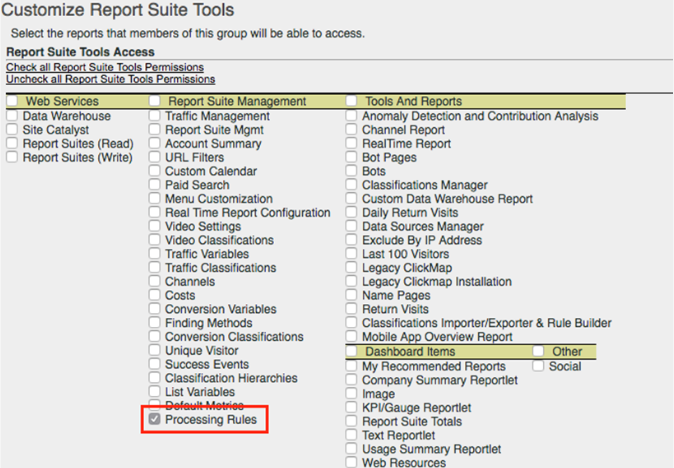 Customize Report Suite Tools
Select the reports that members of this group will be able to access.
Report Suite Tools Access
Check all Report Suite Tools Permissions
Uncheck all Report Suite Tools Permissions
Web Services
Data Warehouse
Site Catalyst
Report Suites (Read)
Report Suites (Write)
Report Suite Management
Traffic Management
Report Suite Mgmt
Account Summary
URL Filters
Custom Calendar
Paid Search
Menu Customization
Real Time Report Configuration
Video Settings
Video Classifications
Traffic Variables
Traffic Classifications
Channels
Costs
Conversion Variables
Finding Methods
Conversion Classifications
Unique Visitor
Success Events
Classification Hierarchies
List Variables
Default Metrics
Processing Rules
Tools And Reports
Anomaly Detection and Contribution Analysis
Channel Report
RealTime Report
Bot Pages
Bots
Classifications Manager
Custom Data Warehouse Report
Daily Return Visits
Data Sources Manager
Exclude By IP Address
Last 100 Visitors
Legacy ClickMap
Legacy Clickmap Installation
Name Pages
Return Visits
Classifications Importer/Exporter & Rule Builder
Mobile App Overview Report
Dashboard Items
My Recommended Reports
Company Summary Reportlet
Image
KPI/Gauge Reportlet
Report Suite Totals
Text Reportlet
Usage Summary Reportlet
Web Resources
Other
Social